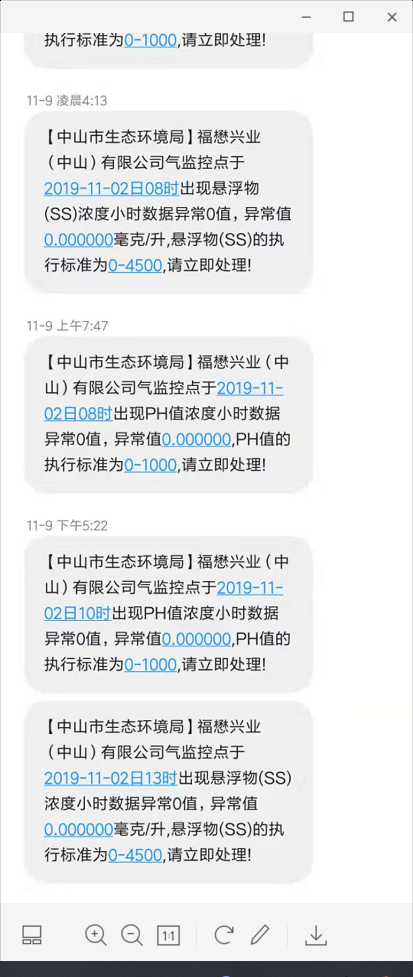 执行标准为0-1000,请立即处理!
11-9 凌晨4:13
【中山市生态环境局】福懋兴业
（中山）有限公司气监控点于
2019-11-02日08时出现悬浮物
(SS)浓度小时数据异常0值，异常值
0.000000毫克/升,悬浮物(SS)的执
行标准为0-4500,请立即处理!
11-9 上午7:47
【中山市生态环境局】福懋兴业（中
山）有限公司气监控点于2019-11-
02日08时出现PH值浓度小时数据
异常0值，异常值0.000000,PH值的
执行标准为0-1000,请立即处理!
11-9 下午5:22
【中山市生态环境局】福懋兴业（中
山）有限公司气监控点于2019-11-
02日10时出现PH值浓度小时数据
异常0值，异常值0.000000,PH值的
执行标准为0-1000,请立即处理!
【中山市生态环境局】福懋兴业
（中山）有限公司气监控点于
2019-11-02日13时出现悬浮物(SS)
浓度小时数据异常0值，异常值
0.000000毫克/升,悬浮物(SS)的执
行标准为0-4500,请立即处理!
1:1